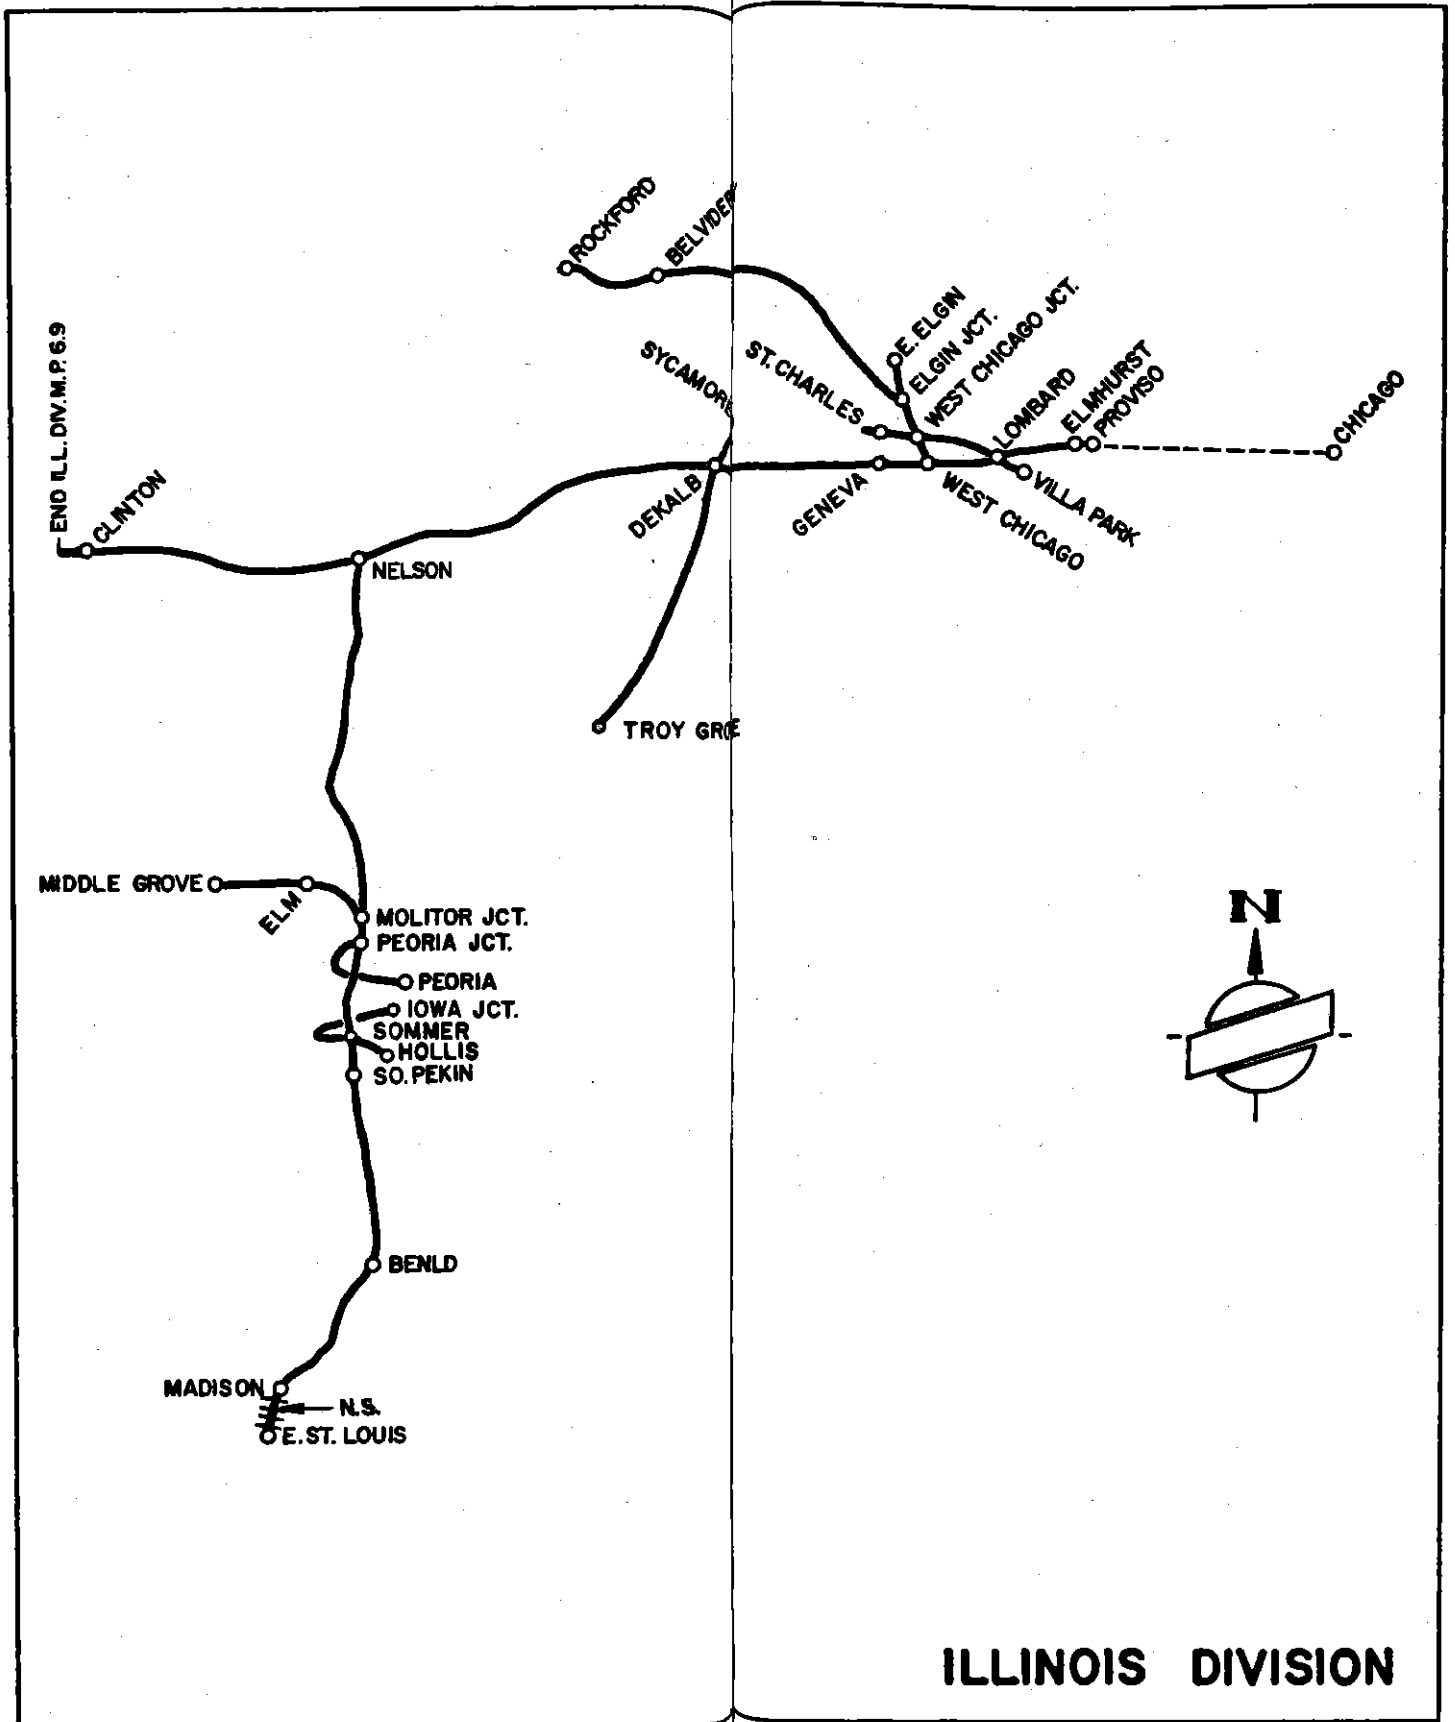 ROCKFORD
BELVIDER
SYCAMOR
ST. CHARLES
E. ELGIN
ELGIN JCT.
WEST CHICAGO JCT.
LOMBARD
ELMHURST
PROVISO
CHICAGO
END ILL. DIV. M.P. 6.9
CLINTON
NELSON
DEKALB
GENEVA
WEST CHICAGO
VILLA PARK
TROY GR
MIDDLE GROVE
ELM
MOLITOR JCT.
PEORIA JCT.
PEORIA
IOWA JCT.
SOMMER
HOLLIS
SO. PEKIN
N
BENLD
MADISON
N.S.
E. ST. LOUIS
ILLINOIS DIVISION